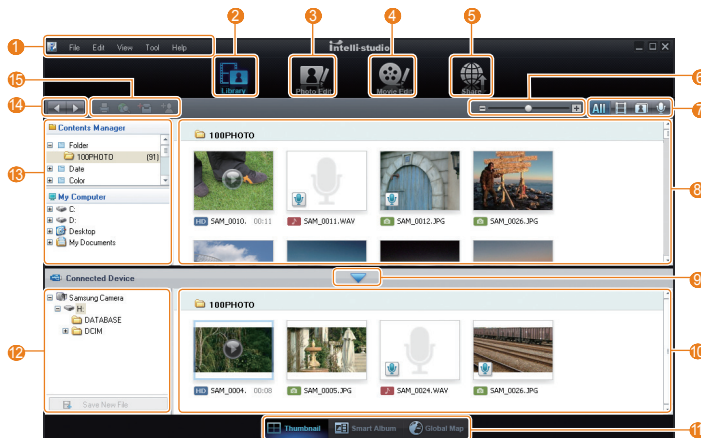 2 3 4 5
1 File Edit View Tool Help Intelli-studio
Library Photo Edit Movie Edit Share
15
14 6
All 7
Contents Manager 100PHOTO
Folder
100PHOTO (91)
13 Date
Color
8
My Computer
C:
D:
Desktop
My Documents
HD SAM_0010. 00:11 SAM_0011.WAV SAM_0012.JPG SAM_0026.JPG
Connected Device 9
Samsung Camera 100PHOTO
H:
DATABASE
DCIM
12 10
HD SAM_0004. 00:08 SAM_0005.JPG SAM_0024.WAV SAM_0026.JPG
Save New File
Thumbnail Smart Album Global Map 11